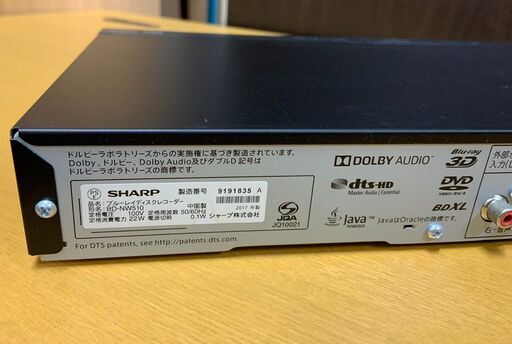 ドルビーラボラトリーズからの実施権に基づき製造されています。
Dolby、ドルビー、Dolby Audio及びダブルD記号は
ドルビーラボラトリーズの商標です。
PSE SHARP 製造番号 9191835 A
品名 ブルーレイディスクレコーダー 中国製 2017 年製
形名 BD-NW510
定格電圧 100V 定格周波数 50/60Hz
定格消費電力 22W 電源切時 0.1W シャープ株式会社
JQA
JQ10021
For DTS patents, see http://patents.dts.com.
DOLBY AUDIO
dts-HD
Master Audio | Essential
Java
POWERED
JavaはOracleの商標です。
Blu-ray 3D
DVD
VIDEO/RW/R
BDXL
外部
入力(L
右-音声